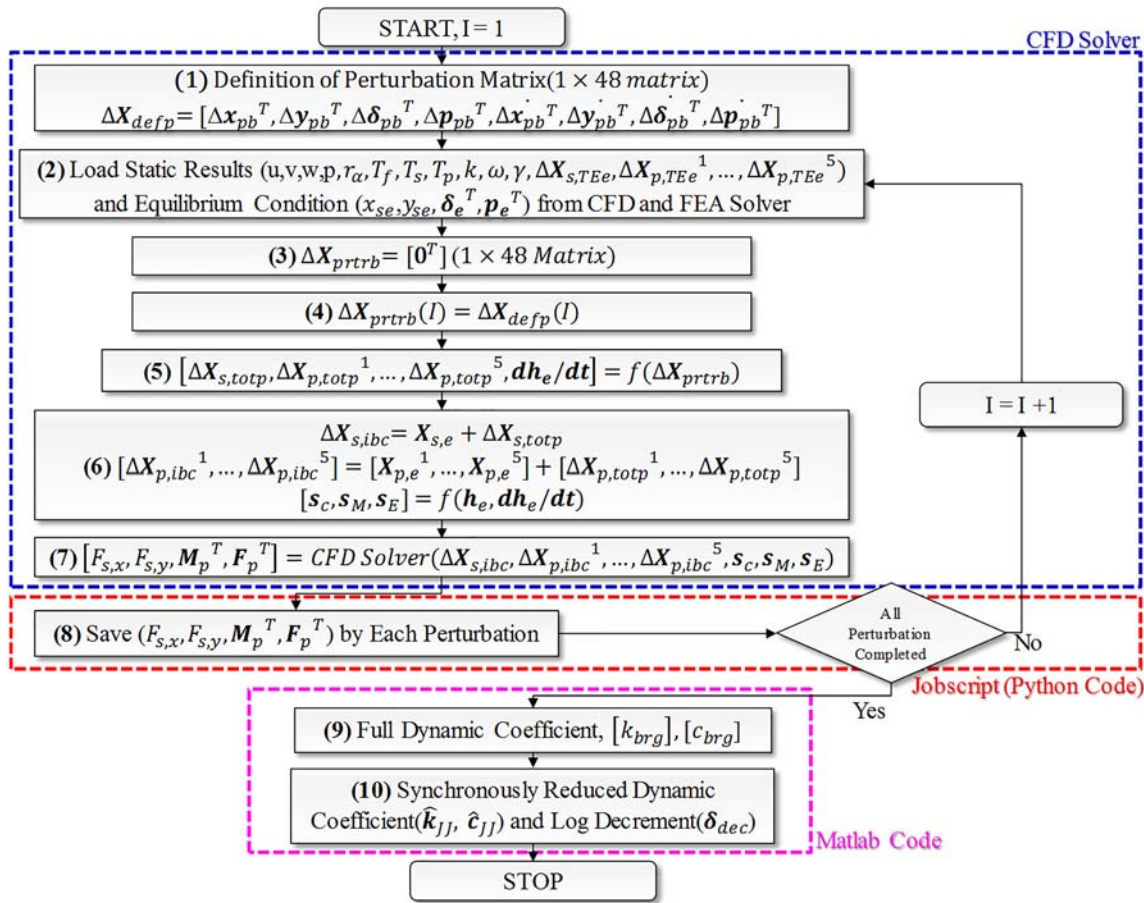 START, I = 1
CFD Solver
(1) Definition of Perturbation Matrix(1 × 48 matrix)
Δ𝑿_defp = [Δ𝒙_pb^T, Δ𝒚_pb^T, Δ𝜹_pb^T, Δ𝒑_pb^T, Δ𝒙̇_pb^T, Δ𝒚̇_pb^T, Δ𝜹̇_pb^T, Δ𝒑̇_pb^T]
(2) Load Static Results (u,v,w,p,r_α, T_f, T_s, T_p, k, ω, γ, Δ𝑿_s,TEe, Δ𝑿_p,TEe^1, ..., Δ𝑿_p,TEe^5)
and Equilibrium Condition (x_se, y_se, 𝜹_e^T, 𝒑_e^T) from CFD and FEA Solver
(3) Δ𝑿_prtrb = [𝟎^T] (1 × 48 Matrix)
(4) Δ𝑿_prtrb(I) = Δ𝑿_defp(I)
(5) [Δ𝑿_s,totp, Δ𝑿_p,totp^1, ..., Δ𝑿_p,totp^5, 𝒅𝒉_e/𝒅𝒕] = f(Δ𝑿_prtrb)
I = I +1
Δ𝑿_s,ibc = 𝑿_s,e + Δ𝑿_s,totp
(6) [Δ𝑿_p,ibc^1, ..., Δ𝑿_p,ibc^5] = [𝑿_p,e^1, ..., 𝑿_p,e^5] + [Δ𝑿_p,totp^1, ..., Δ𝑿_p,totp^5]
[𝒔_c, 𝒔_M, 𝒔_E] = f(𝒉_e, 𝒅𝒉_e/𝒅𝒕)
(7) [F_s,x, F_s,y, 𝑴_p^T, 𝑭_p^T] = CFD Solver(Δ𝑿_s,ibc, Δ𝑿_p,ibc^1, ..., Δ𝑿_p,ibc^5, 𝒔_c, 𝒔_M, 𝒔_E)
(8) Save (F_s,x, F_s,y, 𝑴_p^T, 𝑭_p^T) by Each Perturbation
All
Perturbation
Completed
No
Jobscript (Python Code)
Yes
(9) Full Dynamic Coefficient, [k_brg], [c_brg]
(10) Synchronously Reduced Dynamic
Coefficient(𝒌̂_JJ, 𝒄̂_JJ) and Log Decrement(𝜹_dec)
Matlab Code
STOP